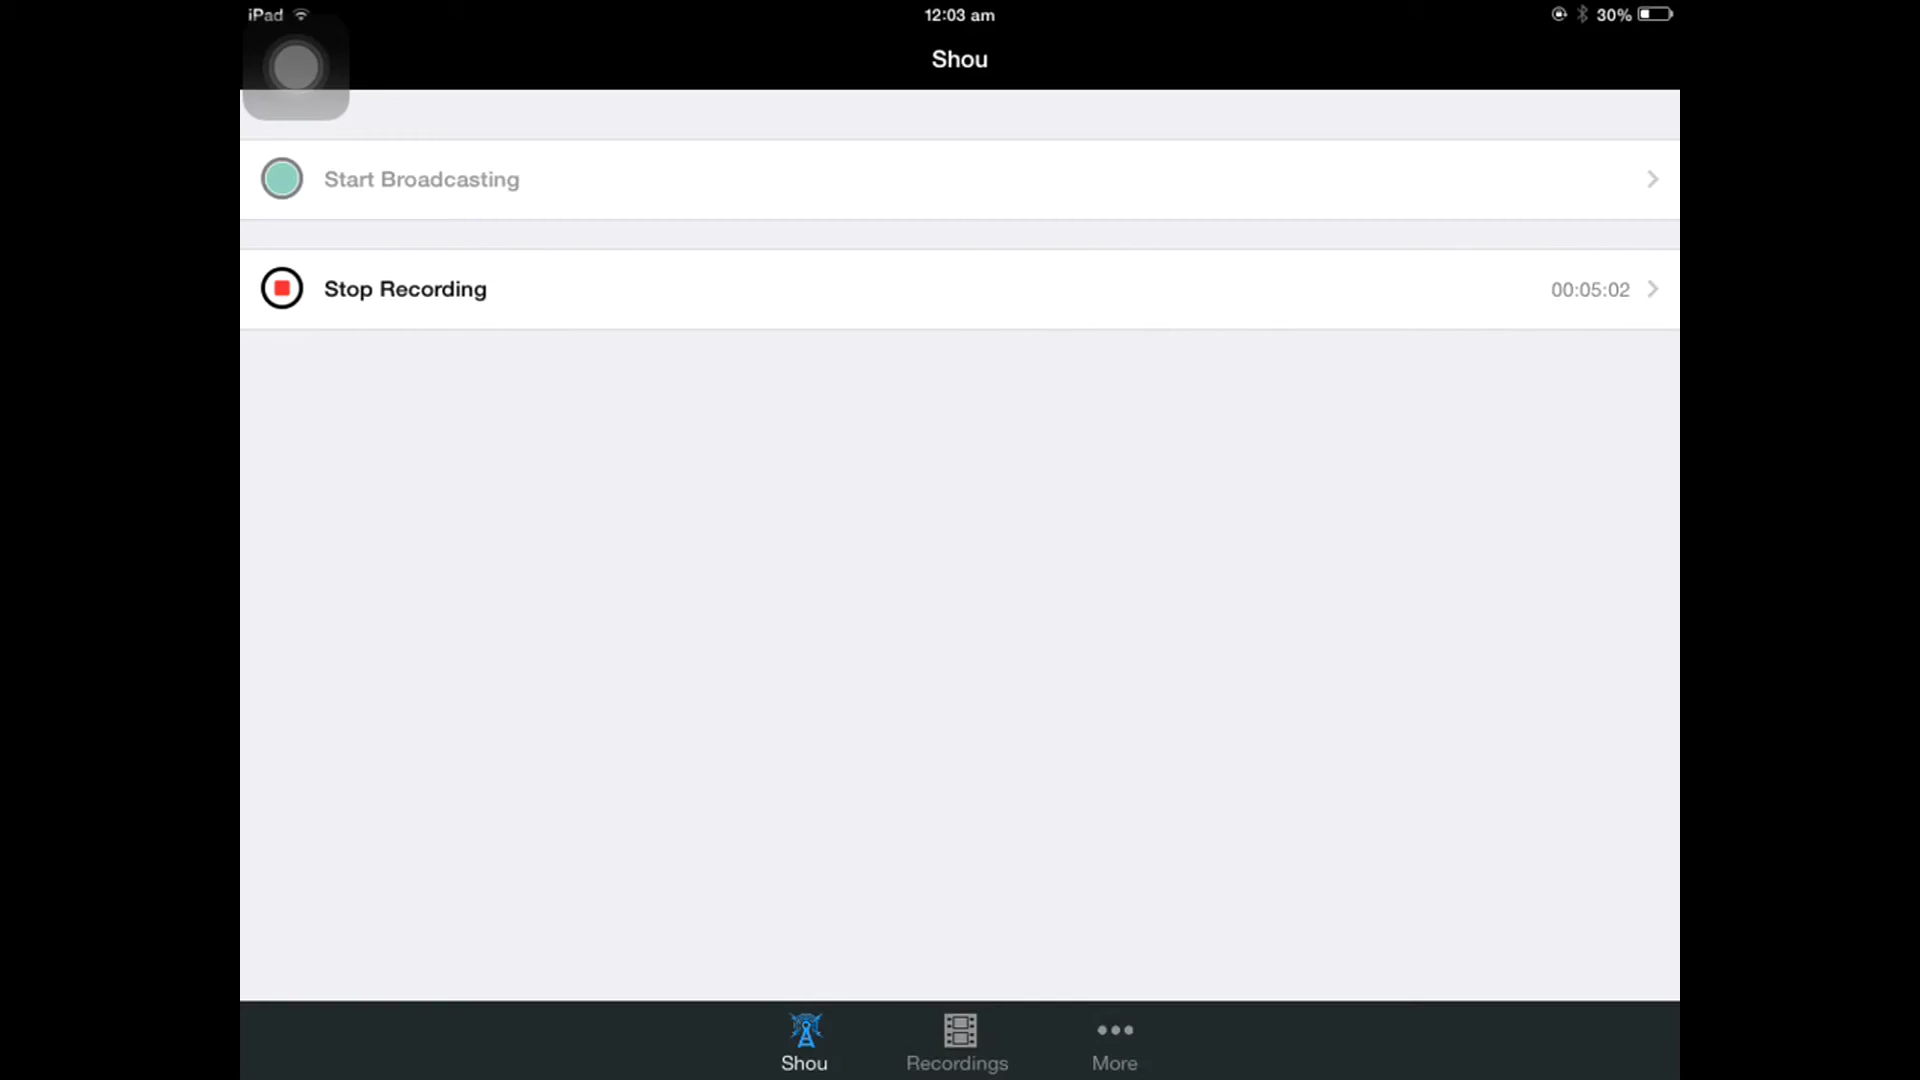 iPad
12:03 am
30%
Shou
Start Broadcasting
Stop Recording
00:05:02
Shou
Recordings
More